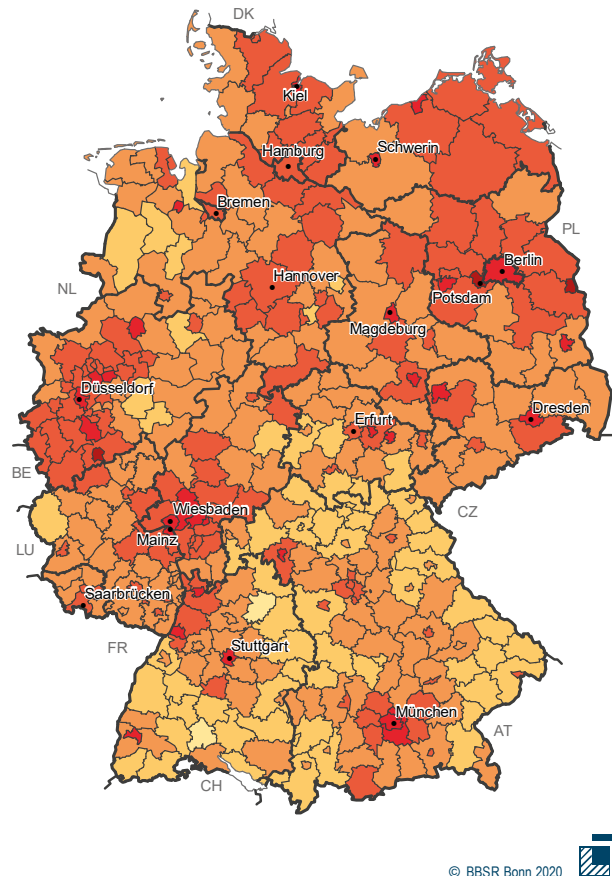 DK
Kiel
Hamburg
Schwerin
Bremen
PL
Berlin
NL
Hannover
Potsdam
Magdeburg
Düsseldorf
Erfurt
Dresden
BE
Wiesbaden
CZ
LU
Mainz
Saarbrücken
FR
Stuttgart
München
AT
CH
© BBSR Bonn 2020